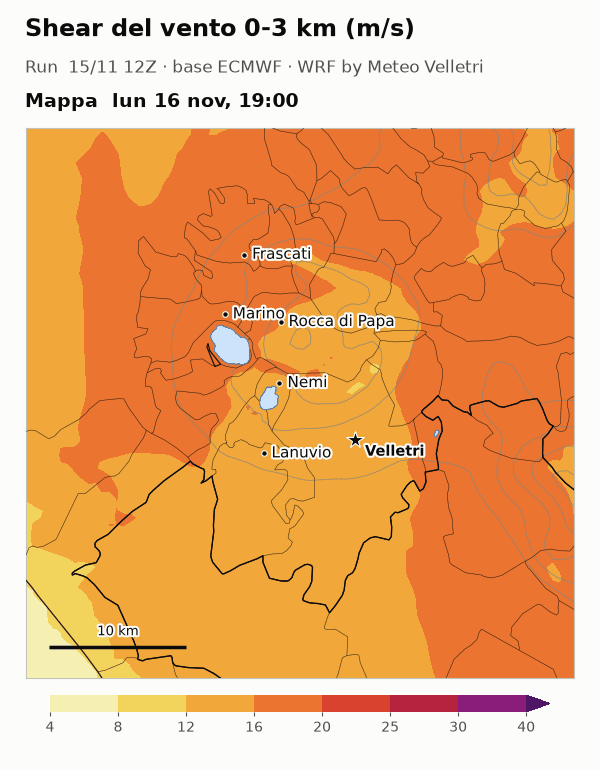 Shear del vento 0-3 km (m/s)
Run  15/11 12Z · base ECMWF · WRF by Meteo Velletri
Mappa  lun 16 nov, 19:00
Frascati
Marino
Rocca di Papa
Nemi
Velletri
Lanuvio
10 km
4 8 12 16 20 25 30 40